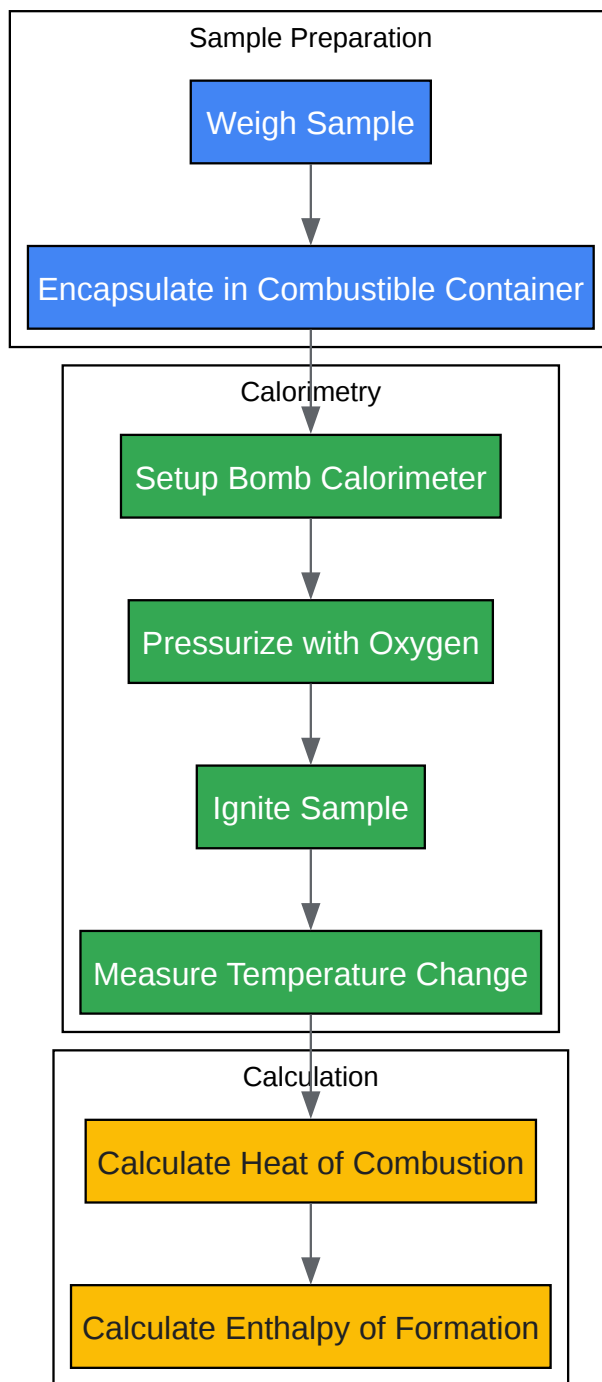 Sample Preparation
Weigh Sample
Encapsulate in Combustible Container
Calorimetry
Setup Bomb Calorimeter
Pressurize with Oxygen
Ignite Sample
Measure Temperature Change
Calculation
Calculate Heat of Combustion
Calculate Enthalpy of Formation